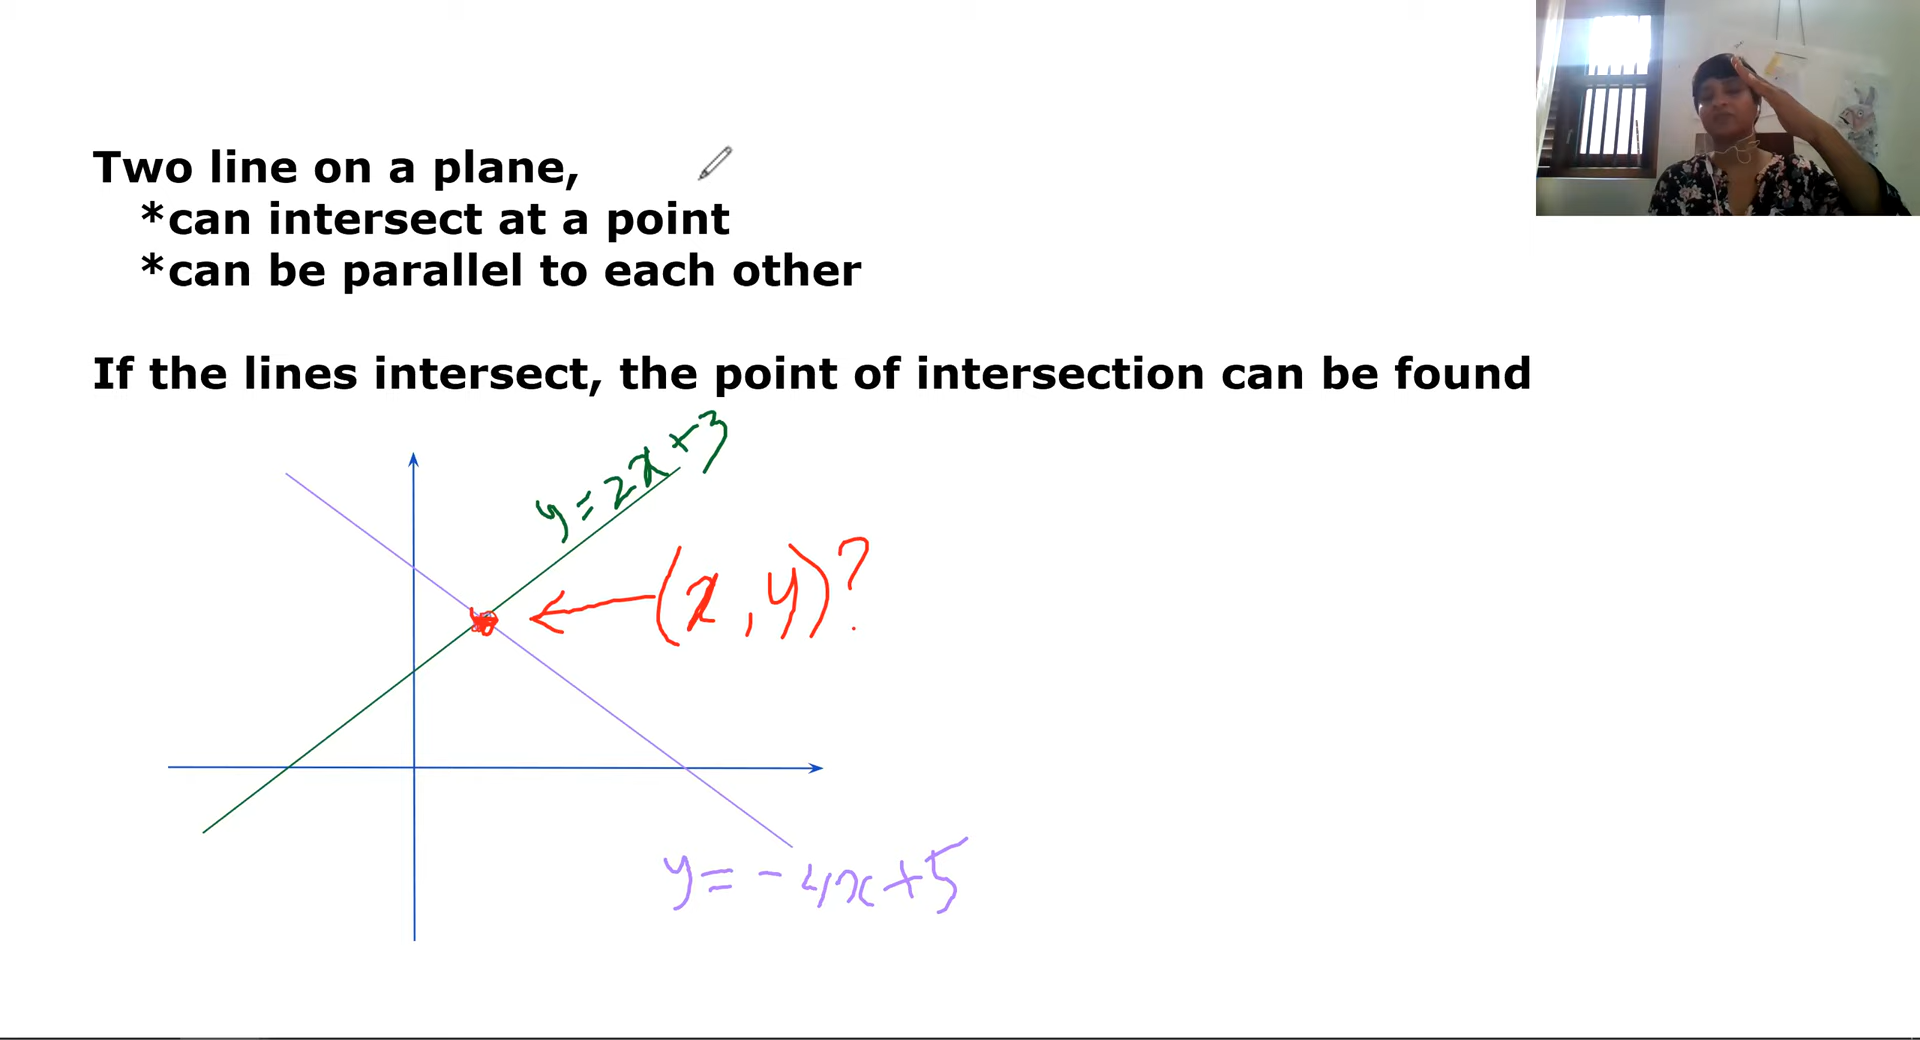 Two line on a plane,
*can intersect at a point
*can be parallel to each other
If the lines intersect, the point of intersection can be found
y=2x+3
(x,y)?
y=-4x+5